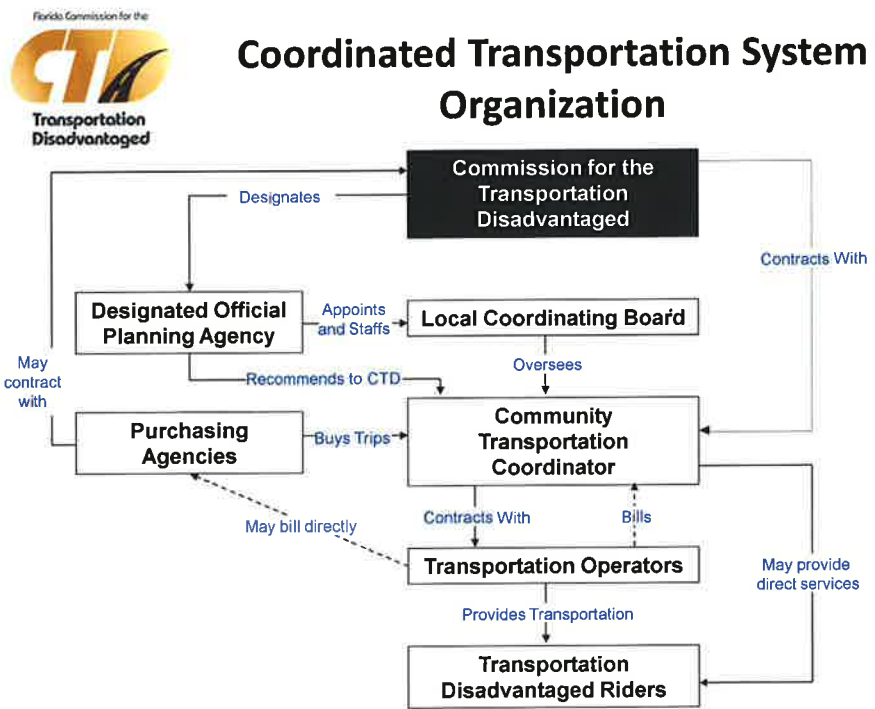 Florida Commission for the
CTD
Transportation
Disadvantaged
Coordinated Transportation System
Organization
Commission for the
Transportation
Disadvantaged
Designates
Contracts With
Designated Official
Planning Agency
Appoints
and Staffs
Local Coordinating Board
May
contract
with
Recommends to CTD
Oversees
Purchasing
Agencies
Buys Trips
Community
Transportation
Coordinator
May bill directly
Contracts With
Bills
Transportation Operators
May provide
direct services
Provides Transportation
Transportation
Disadvantaged Riders